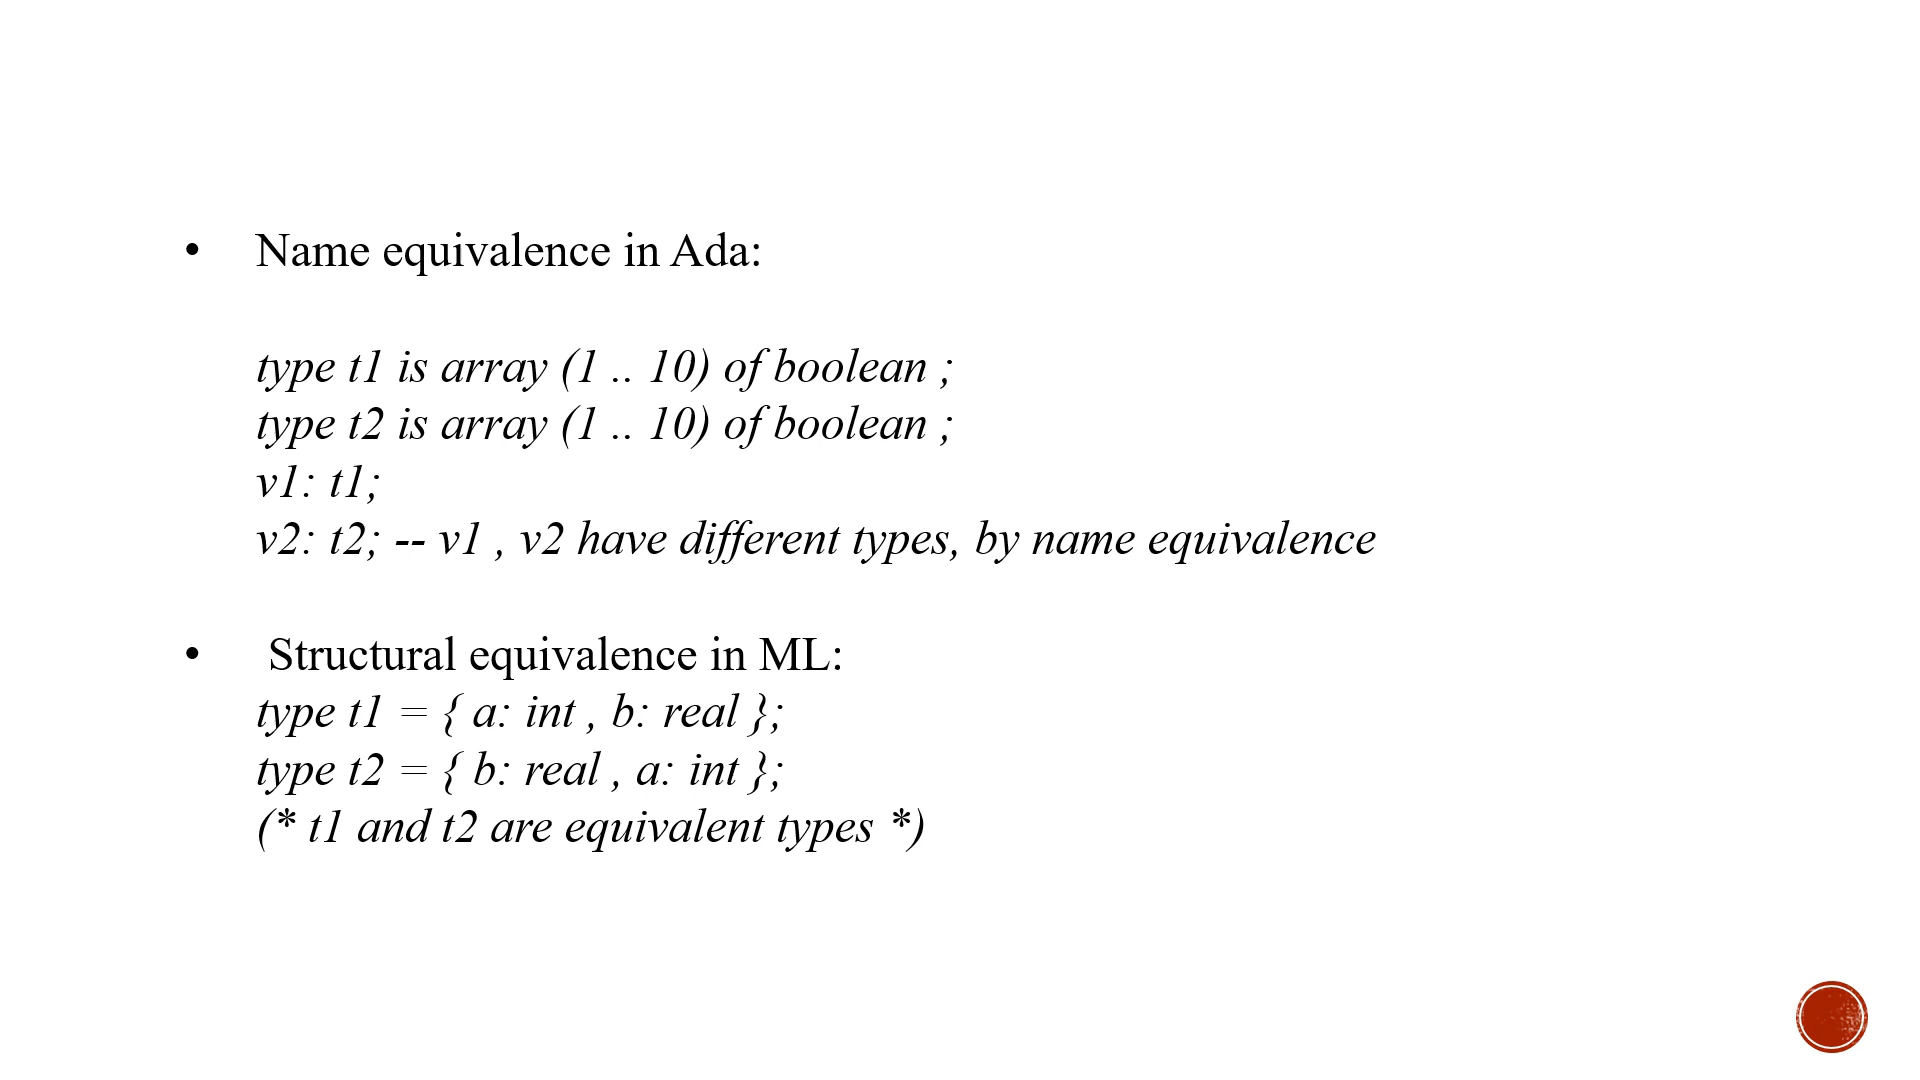 • Name equivalence in Ada:
type t1 is array (1 .. 10) of boolean ;
type t2 is array (1 .. 10) of boolean ;
v1: t1;
v2: t2; -- v1 , v2 have different types, by name equivalence
• Structural equivalence in ML:
type t1 = { a: int , b: real };
type t2 = { b: real , a: int };
(* t1 and t2 are equivalent types *)